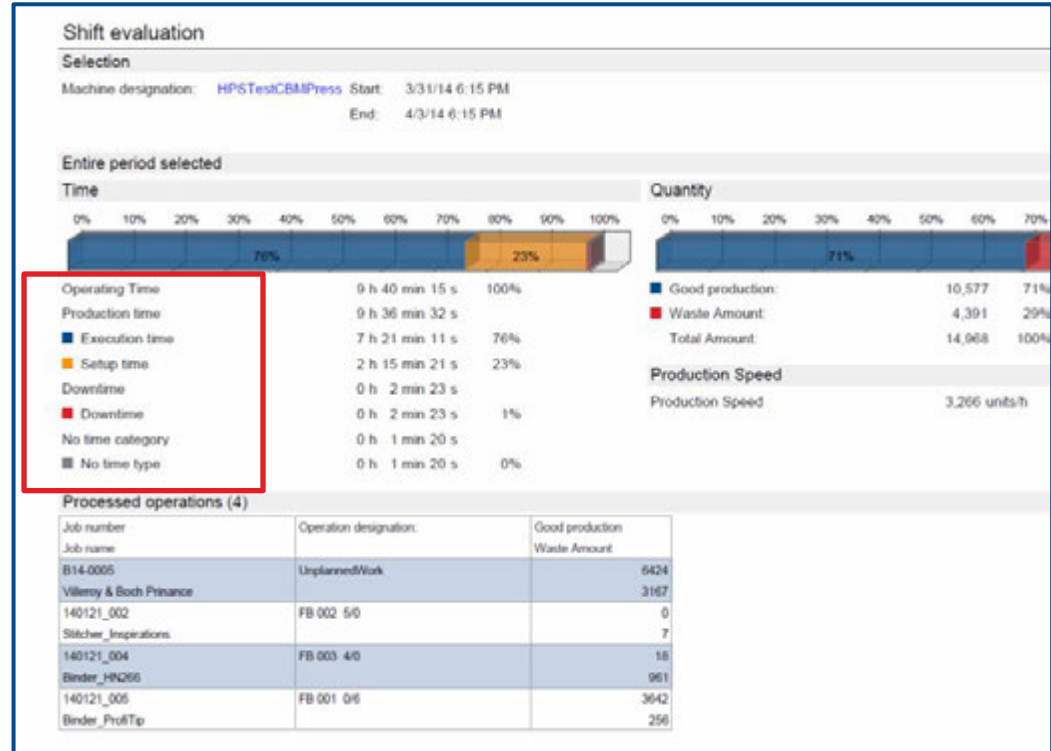 Shift evaluation
Selection
Machine designation: HPSTestCBMPress Start: 3/31/14 6:15 PM
End: 4/3/14 6:15 PM
Entire period selected
Time
0% 10% 20% 30% 40% 50% 60% 70% 80% 90% 100%
76% 23%
Operating Time 9 h 40 min 15 s 100%
Production time 9 h 36 min 32 s
Execution time 7 h 21 min 11 s 76%
Setup time 2 h 15 min 21 s 23%
Downtime 0 h 2 min 23 s
Downtime 0 h 2 min 23 s 1%
No time category 0 h 1 min 20 s
No time type 0 h 1 min 20 s 0%
Quantity
0% 10% 20% 30% 40% 50% 60% 70%
71%
Good production: 10,577 71%
Waste Amount: 4,391 29%
Total Amount: 14,968 100%
Production Speed
Production Speed 3,266 units/h
Processed operations (4)
Job number Operation designation: Good production
Job name Waste Amount
B14-0005 UnplannedWork 6424
Villeroy & Boch Prinance 3167
140121_002 FB 002 5/0 0
Stitcher_Inspirations 7
140121_004 FB 003 4/0 18
Binder_HN266 961
140121_005 FB 001 0/6 3642
Binder_ProfiTip 256